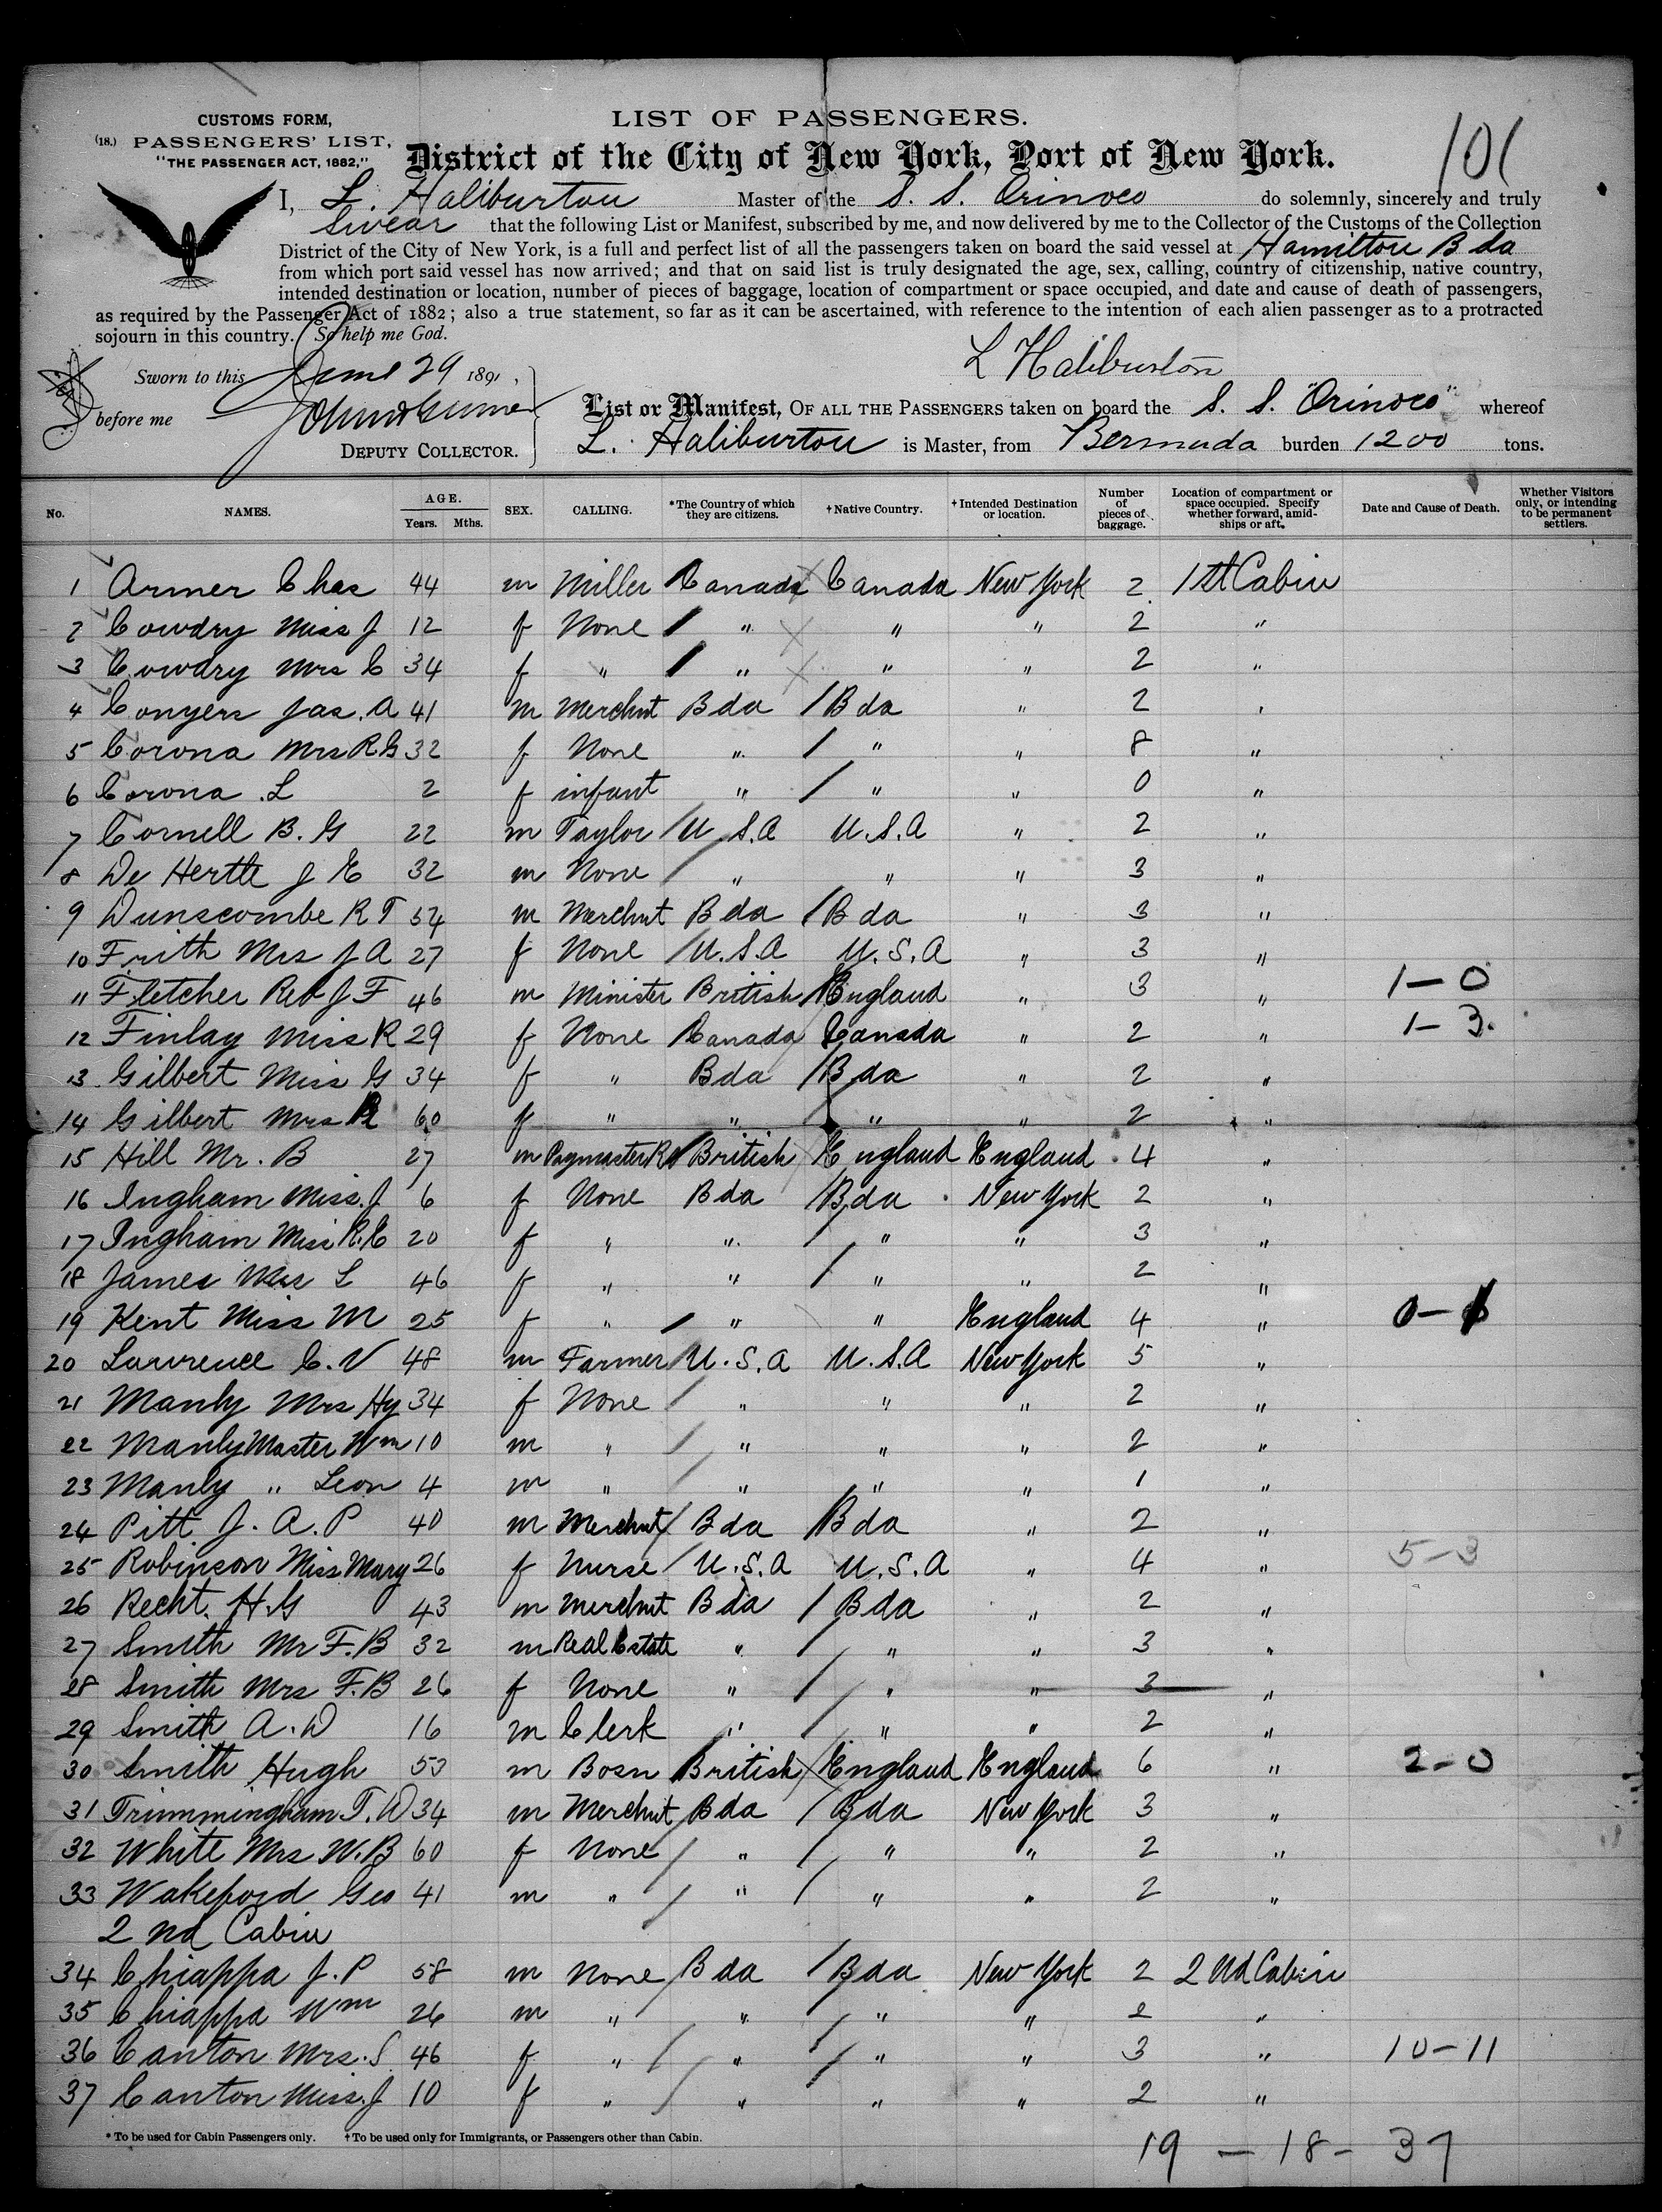 101
CUSTOMS FORM,
(18.) PASSENGERS' LIST,
"THE PASSENGER ACT, 1882,"
LIST OF PASSENGERS.
District of the City of New York, Port of New York.
I, L. Haliburton Master of the S. S. Orinoco do solemnly, sincerely and truly
Swear that the following List or Manifest, subscribed by me, and now delivered by me to the Collector of the Customs of the Collection
District of the City of New York, is a full and perfect list of all the passengers taken on board the said vessel at Hamilton B da
from which port said vessel has now arrived; and that on said list is truly designated the age, sex, calling, country of citizenship, native country,
intended destination or location, number of pieces of baggage, location of compartment or space occupied, and date and cause of death of passengers,
as required by the Passenger Act of 1882; also a true statement, so far as it can be ascertained, with reference to the intention of each alien passenger as to a protracted
sojourn in this country. So help me God.
L Haliburton
Sworn to this June 29 1891,
before me
DEPUTY COLLECTOR.
List or Manifest, OF ALL THE PASSENGERS taken on board the S. S. "Orinoco" whereof
L. Haliburton is Master, from Bermuda burden 1200 tons.
No. NAMES. AGE. Years. Mths. SEX. CALLING. *The Country of which they are citizens. †Native Country. †Intended Destination or location. Number of pieces of baggage. Location of compartment or space occupied. Specify whether forward, amidships or aft. Date and Cause of Death. Whether Visitors only, or intending to be permanent settlers.
1 Armer Chas 44 m Miller Canada Canada New York 2 1st Cabin
2 Cowdry Miss J 12 f None " " " 2 "
3 Cowdry Mrs C 34 f " " " " 2 "
4 Conyers Jas. A 41 m Merchnt Bda Bda " 2 "
5 Corona Mrs R G 32 f None " " " 8 "
6 Corona L 2 f infant " " " 0 "
7 Cornell B. G 22 m Taylor U.S.A U.S.A " 2 "
8 De Hertle J E 32 m None " " " 3 "
9 Dunscombe R T 54 m Merchnt Bda Bda " 3 "
10 Frith Mrs J A 27 f None U.S.A U.S.A " 3 "
11 Fletcher Rev J F 46 m Minister British England " 3 " 1-0
12 Finlay Miss R 29 f None Canada Canada " 2 " 1-3.
13 Gilbert Miss G 34 f " Bda Bda " 2 "
14 Gilbert Mrs R 60 f " " " " 2 "
15 Hill Mr. B 27 m Paymaster RN British England England 4 "
16 Ingham Miss. J 6 f None Bda Bda New York 2 "
17 Ingham Miss R.E 20 f " " " " 3 "
18 James Mrs L 46 f " " " " 2 "
19 Kent Miss M 25 f " " " England 4 "
20 Lawrence C. V 48 m Farmer U.S.A U.S.A New York 5 "
21 Manly Mrs Hy 34 f None " " " 2 "
22 Manly Master Wm 10 m " " " " 2 "
23 Manly " Leon 4 m " " " " 1 "
24 Pitt J. A. P 40 m Merchnt Bda Bda " 2 "
25 Robinson Miss Mary 26 f Nurse U.S.A U.S.A " 4 " 5-3
26 Recht. H.G 43 m Merchnt Bda Bda " 2 "
27 Smith Mr F.B 32 m Real Estate " " " 3 "
28 Smith Mrs F.B 26 f None " " " 3 "
29 Smith A. D 16 m Clerk " " " 2 "
30 Smith Hugh 53 m Bosn British England England 6 " 2-0
31 Trimmingham T. D 34 m Merchnt Bda Bda New York 3 "
32 White Mrs W.B 60 f None " " " 2 "
33 Wakeford Geo 41 m " " " " 2 "
2nd Cabin
34 Chiappa J. P 58 m None Bda Bda New York 2 2nd Cabin
35 Chiappa Wm 26 m " " " " 2 "
36 Canton Mrs. S 46 f " " " " 3 " 10-11
37 Canton Miss. J 10 f " " " " 2 "
*To be used for Cabin Passengers only. †To be used only for Immigrants, or Passengers other than Cabin.
19 - 18 - 37